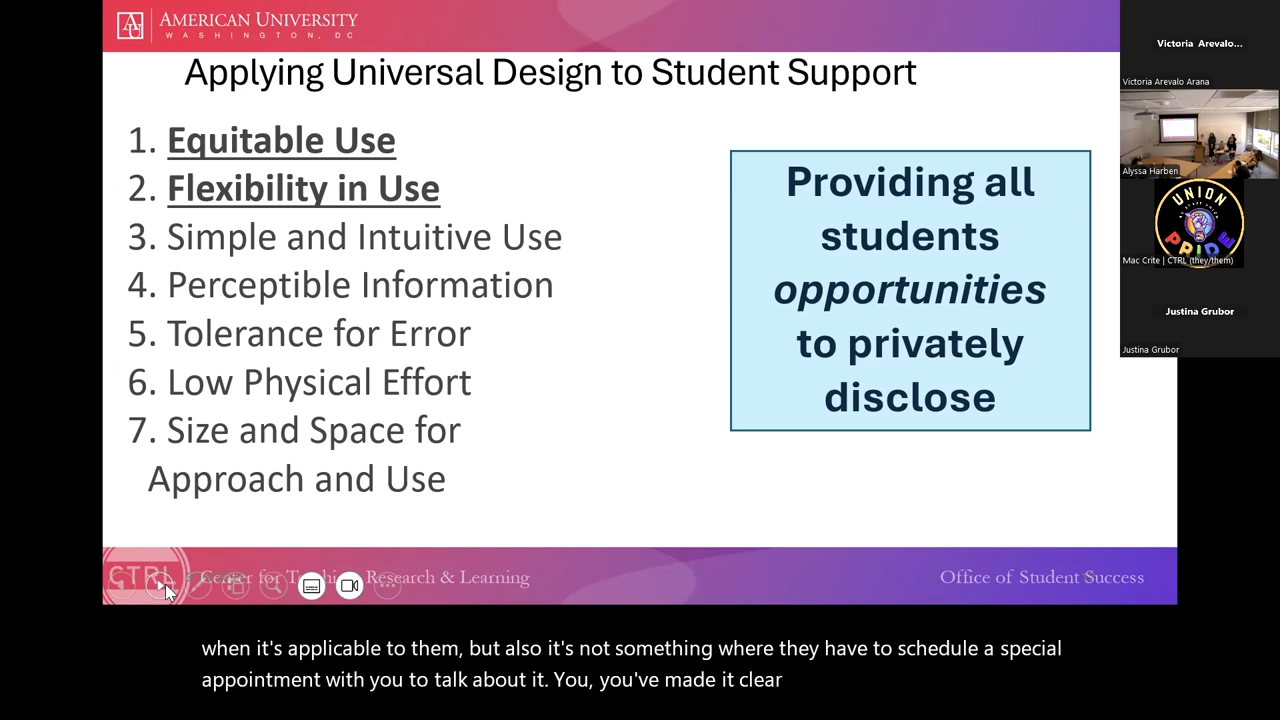 AMERICAN UNIVERSITY
WASHINGTON, DC
Applying Universal Design to Student Support
1. Equitable Use
2. Flexibility in Use
3. Simple and Intuitive Use
4. Perceptible Information
5. Tolerance for Error
6. Low Physical Effort
7. Size and Space for
Approach and Use
Providing all
students
opportunities
to privately
disclose
CTRL
Center for Teaching Research & Learning
Office of Student Success
Victoria Arevalo...
Victoria Arevalo Arana
Alyssa Harben
UNION
PRIDE
Mac Crite | CTRL (they/them)
Justina Grubor
Justina Grubor
when it's applicable to them, but also it's not something where they have to schedule a special
appointment with you to talk about it. You, you've made it clear